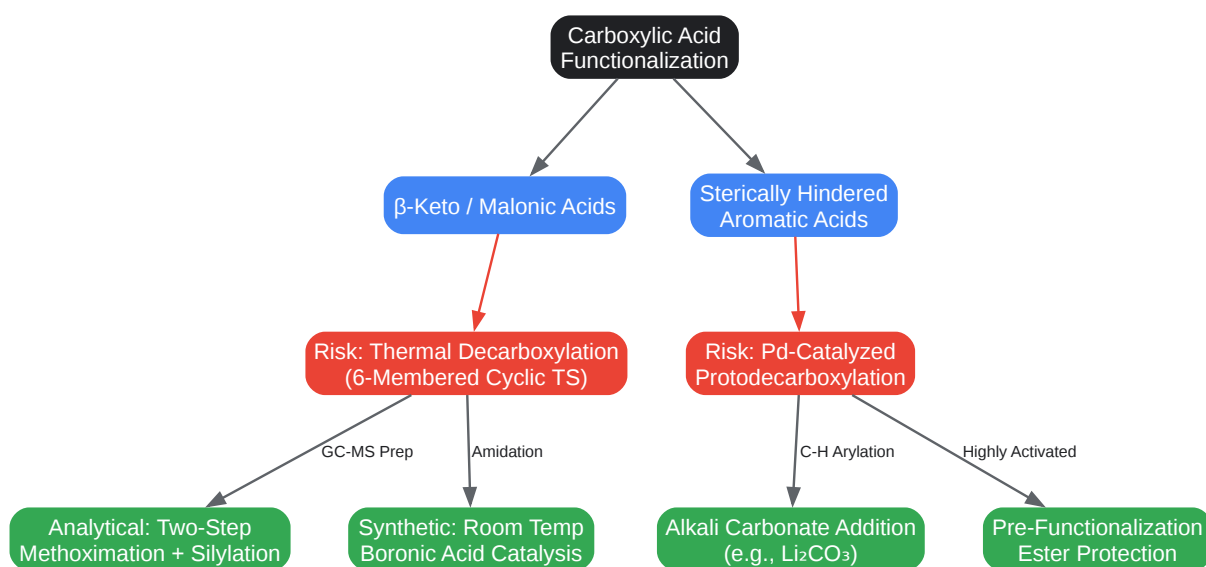 Carboxylic Acid
Functionalization
β-Keto / Malonic Acids
Sterically Hindered
Aromatic Acids
Risk: Thermal Decarboxylation
(6-Membered Cyclic TS)
Risk: Pd-Catalyzed
Protodecarboxylation
GC-MS Prep
Amidation
C-H Arylation
Highly Activated
Analytical: Two-Step
Methoximation + Silylation
Synthetic: Room Temp
Boronic Acid Catalysis
Alkali Carbonate Addition
(e.g., Li₂CO₃)
Pre-Functionalization
Ester Protection